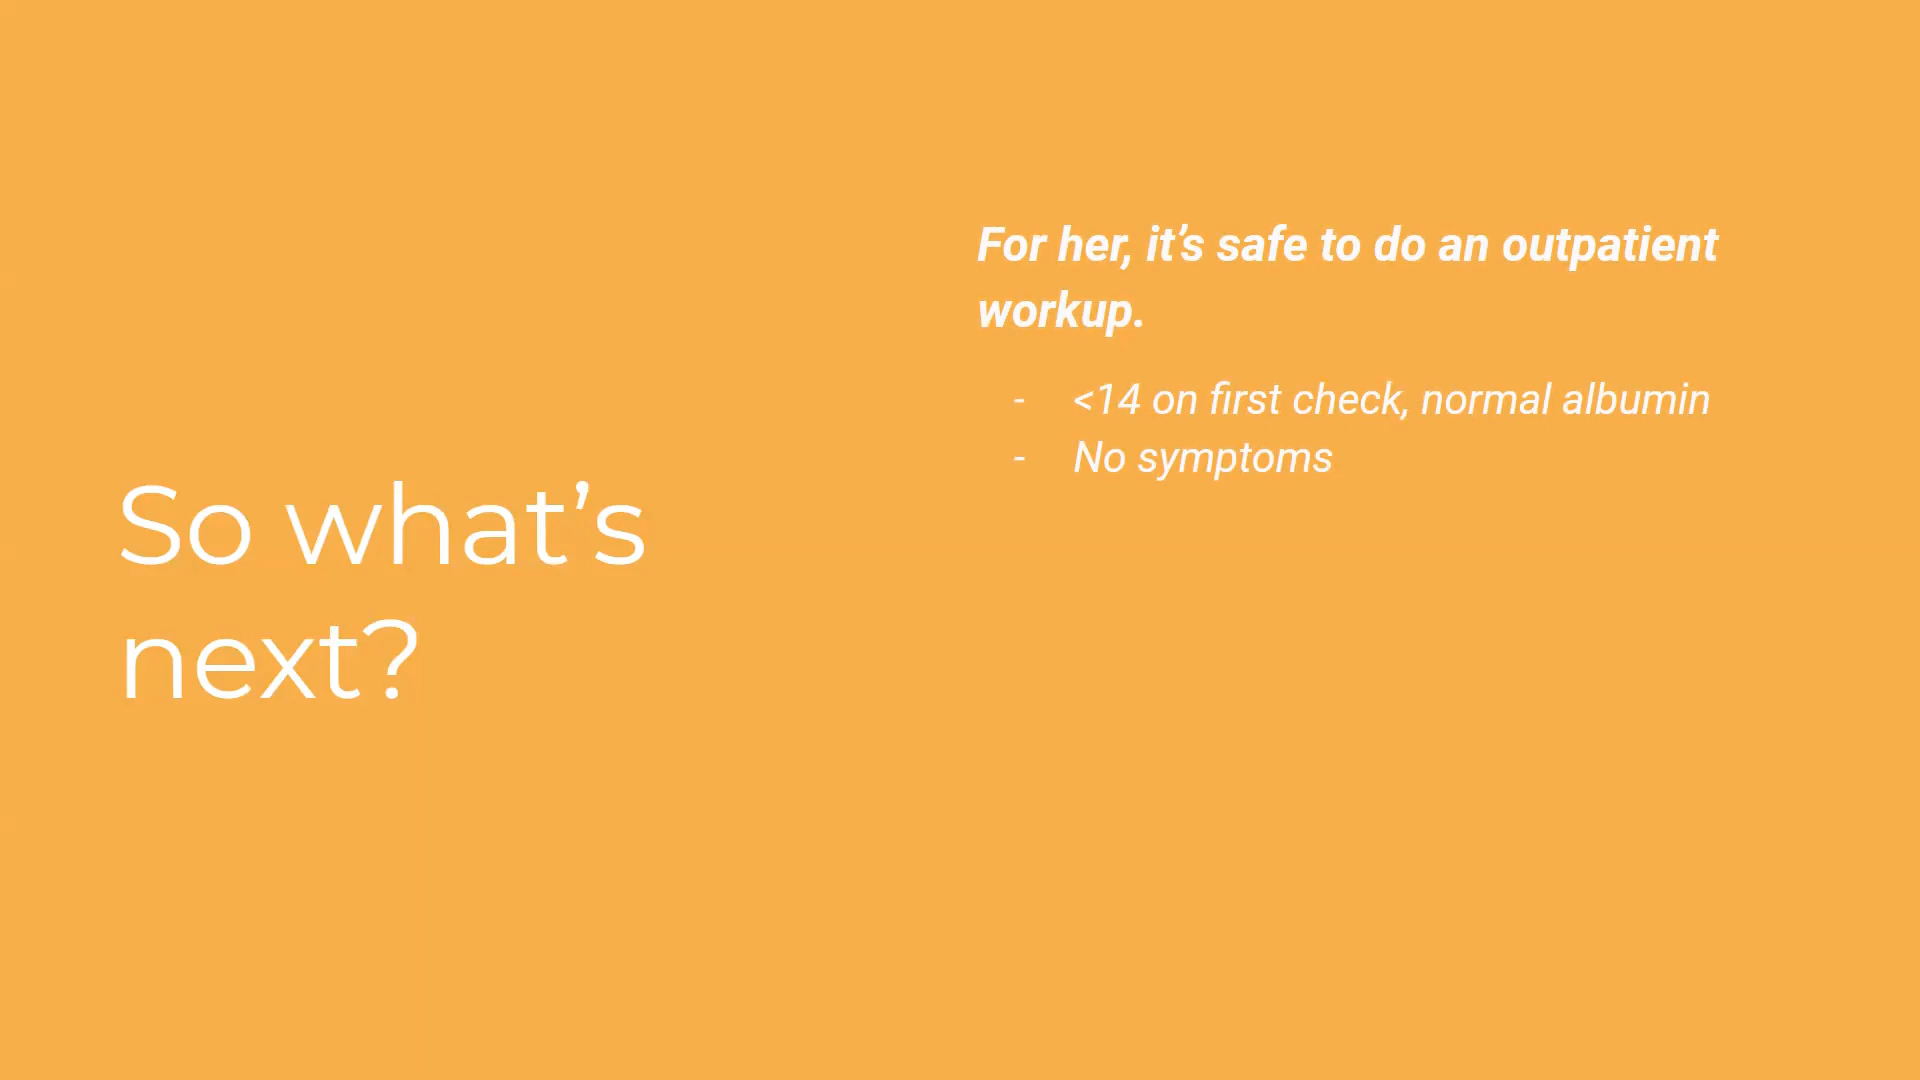 So what’s
next?
For her, it’s safe to do an outpatient
workup.
- <14 on first check, normal albumin
- No symptoms